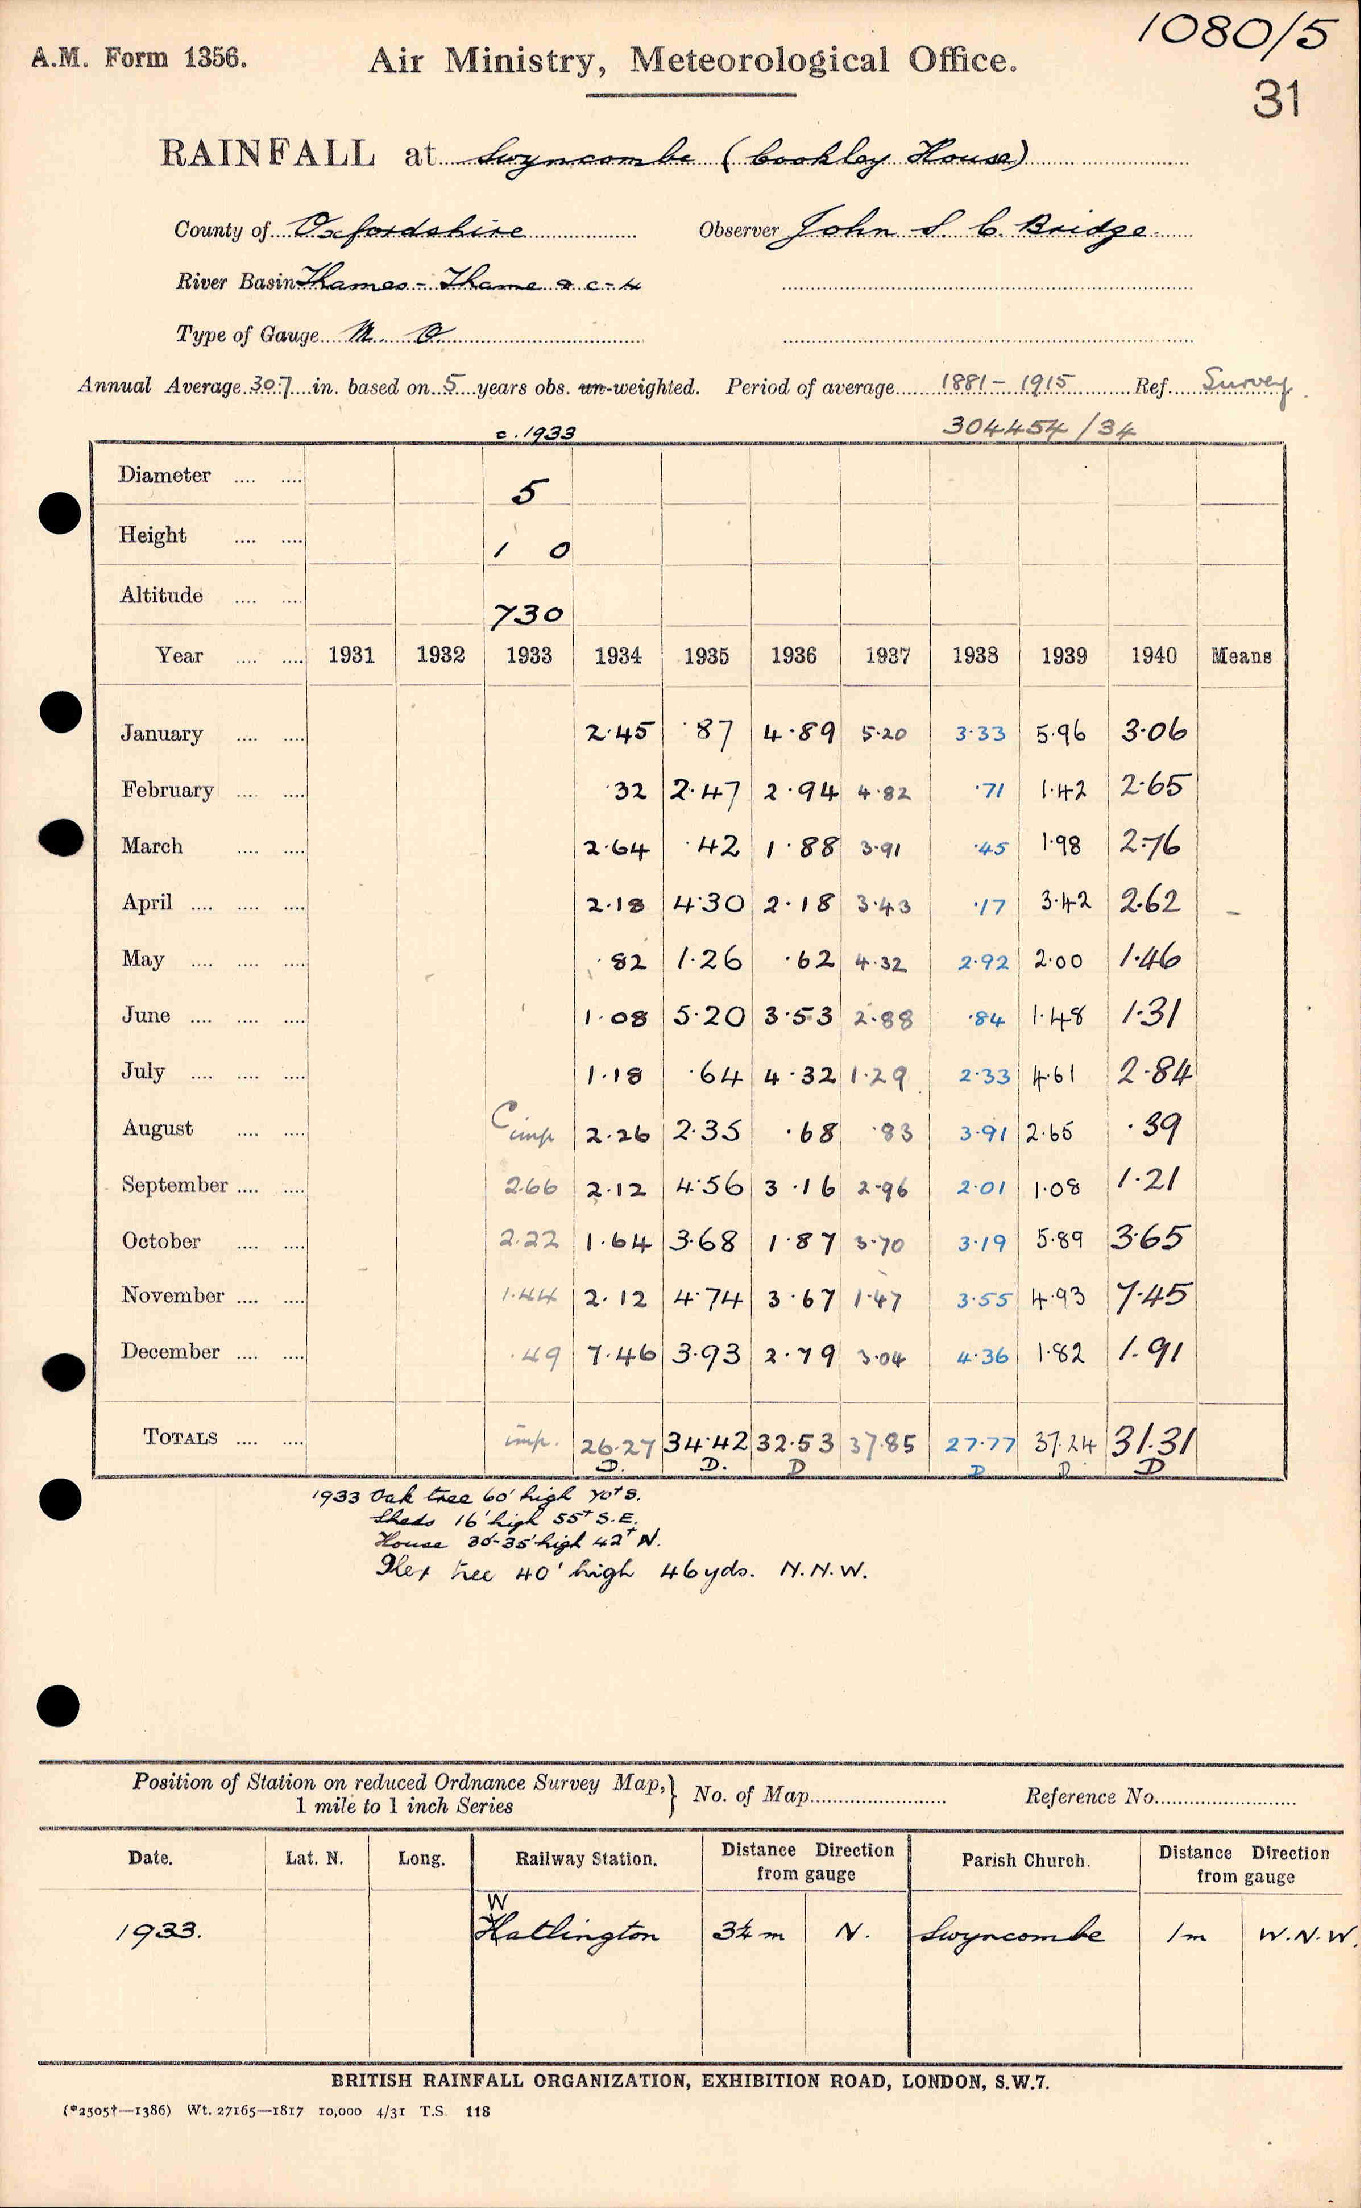 1080/5
A.M. Form 1356. Air Ministry, Meteorological Office.
31
RAINFALL at Swyncombe (Cookley House)
County of Oxfordshire Observer John S C. Bridge
River Basin Thames - Thame & c - 4
Type of Gauge M. O
Annual Average 30.7 in. based on 5 years obs. un-weighted. Period of average 1881 - 1915 Ref. Survey
c. 1933 304454/34
Diameter 5
Height 1 0
Altitude 730
Year 1931 1932 1933 1934 1935 1936 1937 1938 1939 1940 Means
January 2.45 .87 4.89 5.20 3.33 5.96 3.06
February .32 2.47 2.94 4.82 .71 1.42 2.65
March 2.64 .42 1.88 3.91 .45 1.98 2.76
April 2.18 4.30 2.18 3.43 .17 3.42 2.62
May .82 1.26 .62 4.32 2.92 2.00 1.46
June 1.08 5.20 3.53 2.88 .84 1.48 1.31
July 1.18 .64 4.32 1.29 2.33 4.61 2.84
August C imp 2.26 2.35 .68 .83 3.91 2.65 .39
September 2.66 2.12 4.56 3.16 2.96 2.01 1.08 1.21
October 2.22 1.64 3.68 1.87 3.70 3.19 5.89 3.65
November 1.44 2.12 4.74 3.67 1.47 3.55 4.93 7.45
December .49 7.46 3.93 2.79 3.04 4.36 1.82 1.91
TOTALS imp. 26.27 34.42 32.53 37.85 27.77 37.24 31.31
D. D. D D D D
1933 Oak tree 60' high 70+ S.
Sheds 16' high 55+ S.E.
House 30-35' high 42+ N.
Ilex tree 40' high 46 yds. N.N.W.
Position of Station on reduced Ordnance Survey Map,} No. of Map Reference No.
1 mile to 1 inch Series
Date. Lat. N. Long. Railway Station. Distance Direction from gauge Parish Church. Distance Direction from gauge
W
1933. Hatlington 3¼ m N. Swyncombe 1 m W.N.W.
BRITISH RAINFALL ORGANIZATION, EXHIBITION ROAD, LONDON, S.W.7.
(*2505†—1386) Wt. 27165—1817 10,000 4/31 T.S. 118